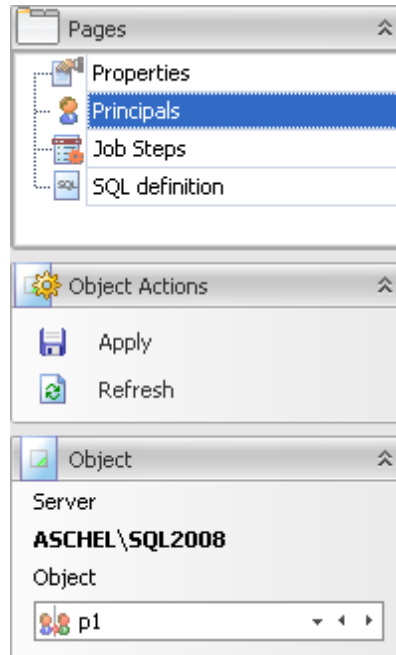 Pages
Properties
Principals
Job Steps
SQL definition
Object Actions
Apply
Refresh
Object
Server
ASCHEL\SQL2008
Object
p1